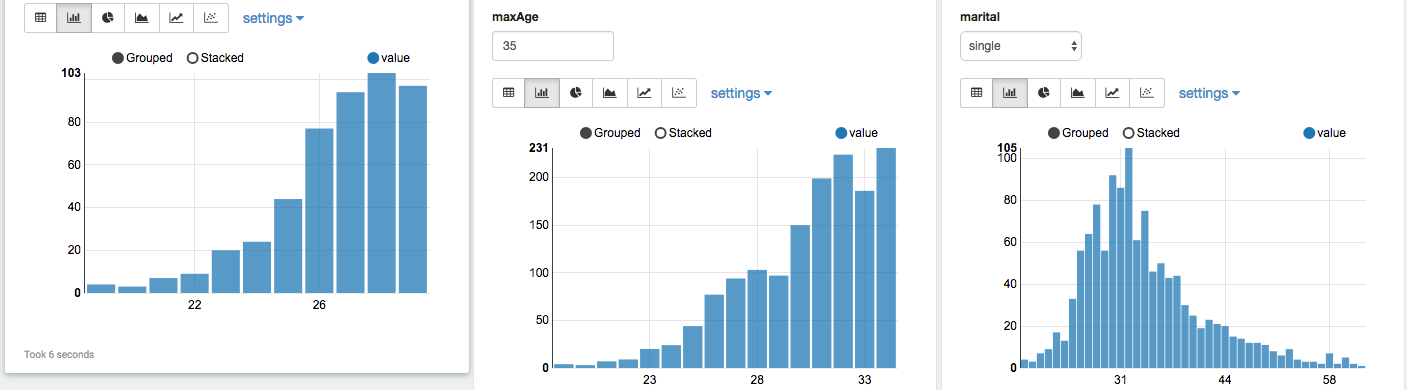 settings
Grouped Stacked value
103
80
60
40
20
0
22 26
Took 6 seconds
maxAge
35
settings
Grouped Stacked value
231
200
150
100
50
0
23 28 33
marital
single
settings
Grouped Stacked value
105
100
80
60
40
20
0
31 44 58